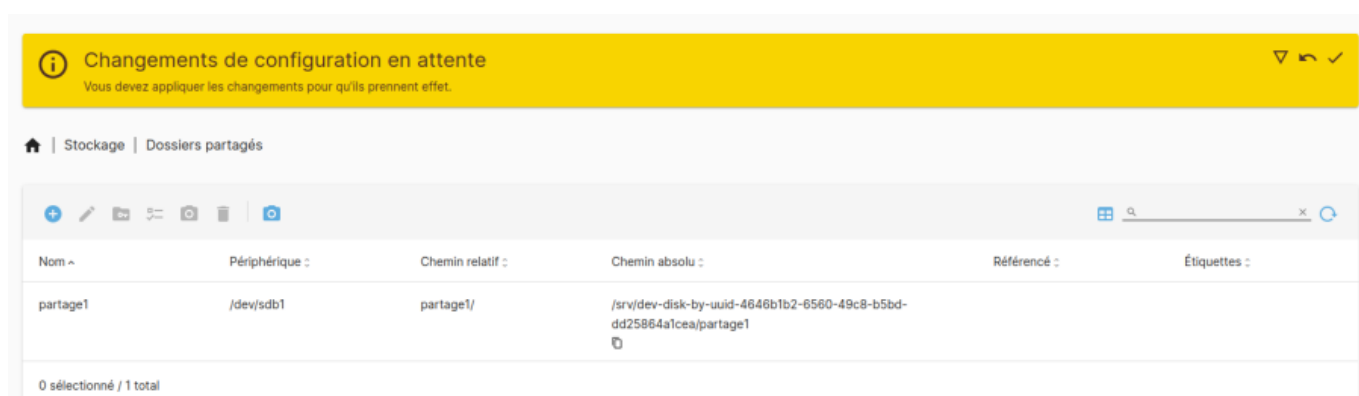 Changements de configuration en attente
Vous devez appliquer les changements pour qu'ils prennent effet.
| Stockage | Dossiers partagés
Nom Périphérique Chemin relatif Chemin absolu Référencé Étiquettes
partage1 /dev/sdb1 partage1/ /srv/dev-disk-by-uuid-4646b1b2-6560-49c8-b5bd-
dd25864a1cea/partage1
0 sélectionné / 1 total